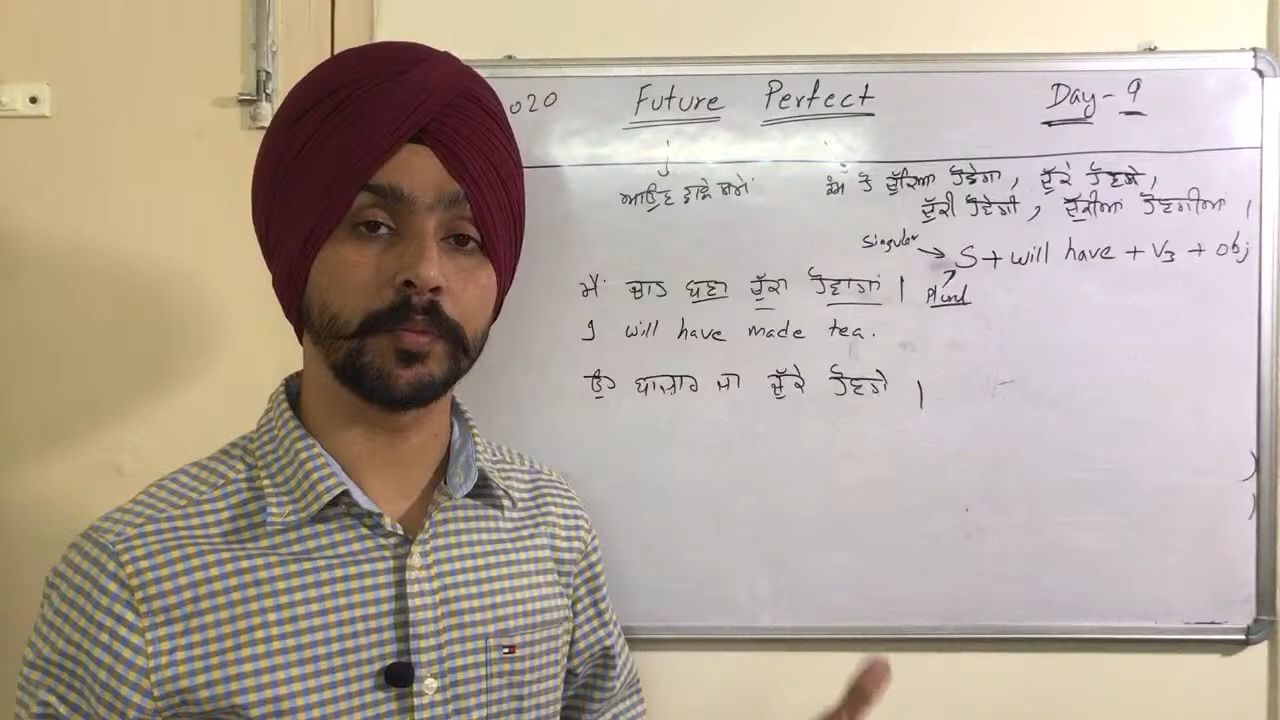 020 Future Perfect Day - 9
ਆਉਣ ਵਾਲੇ ਸਮੇਂ ਕੰਮ ਹੋ ਚੁੱਕਿਆ ਹੋਵੇਗਾ, ਚੁੱਕੇ ਹੋਣਗੇ,
ਚੁੱਕੀ ਹੋਵੇਗੀ, ਚੁੱਕੀਆਂ ਹੋਣਗੀਆਂ ।
Singular S + will have + V3 + Obj
Plural
ਮੈਂ ਚਾਹ ਬਣਾ ਚੁੱਕਾ ਹੋਵਾਗਾਂ ।
I will have made tea.
ਉਹ ਬਾਜ਼ਾਰ ਜਾ ਚੁੱਕੇ ਹੋਣਗੇ ।